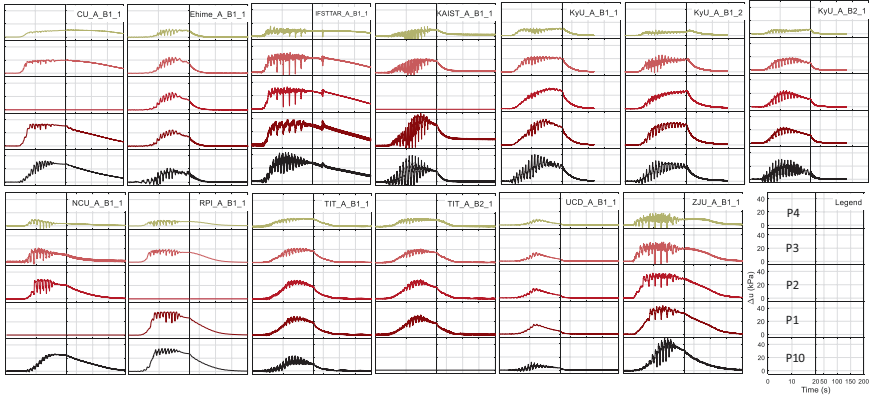 CU_A_B1_1
Ehime_A_B1_1
IFSTTAR_A_B1_1
KAIST_A_B1_1
KyU_A_B1_1
KyU_A_B1_2
KyU_A_B2_1
NCU_A_B1_1
RPI_A_B1_1
TIT_A_B1_1
TIT_A_B2_1
UCD_A_B1_1
ZJU_A_B1_1
Legend
40
20
0
P4
40
20
0
P3
40
20
0
P2
40
20
0
P1
40
20
0
P10
Δu (kPa)
0 10 20 50 100 150 200
Time (s)